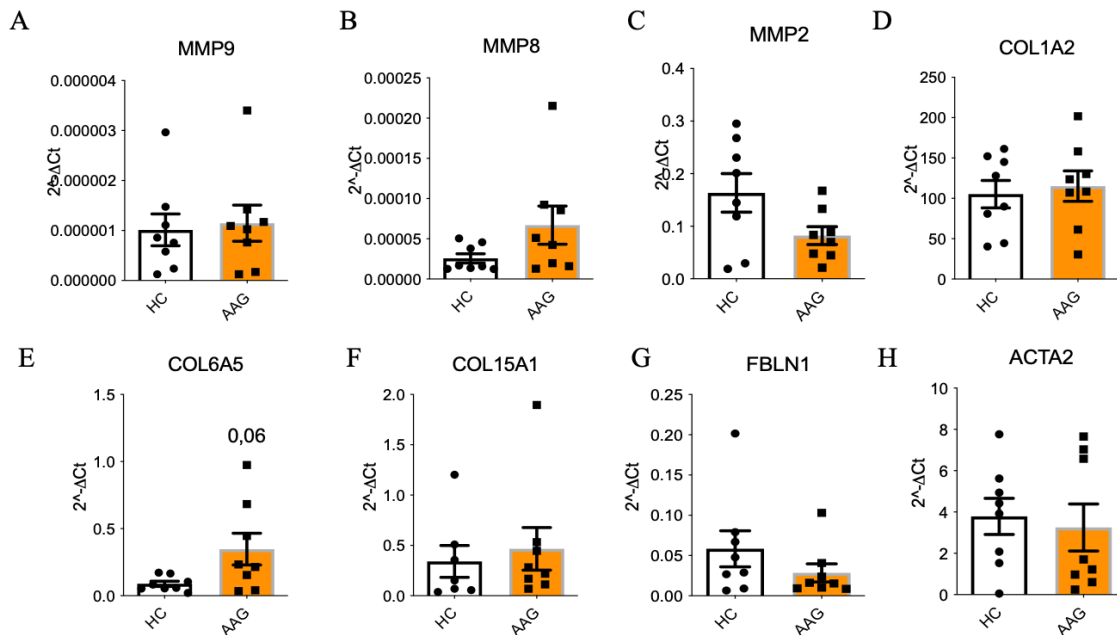 A
MMP9
2^-ΔCt
0.000004
0.000003
0.000002
0.000001
0.000001
0.000000
HC
AAG
B
MMP8
2^-ΔCt
0.00025
0.00020
0.00015
0.00010
0.00005
0.00000
HC
AAG
C
MMP2
2^-ΔCt
0.4
0.3
0.2
0.1
0.0
HC
AAG
D
COL1A2
2^-ΔCt
250
200
150
100
50
0
HC
AAG
E
COL6A5
2^-ΔCt
1.5
1.0
0.5
0.0
0,06
HC
AAG
F
COL15A1
2^-ΔCt
2.0
1.5
1.0
0.5
0.0
HC
AAG
G
FBLN1
2^-ΔCt
0.20
0.15
0.10
0.05
0.00
HC
AAG
H
ACTA2
2^-ΔCt
10
8
6
4
2
0
HC
AAG